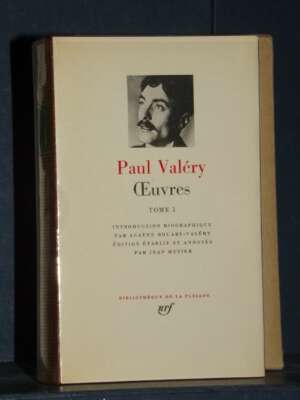 Paul Valéry
Œuvres
TOME I
INTRODUCTION BIOGRAPHIQUE
PAR AGATHE ROUART-VALÉRY
ÉDITION ÉTABLIE ET ANNOTÉE
PAR JEAN HYTIER
BIBLIOTHÈQUE DE LA PLÉIADE
nrf